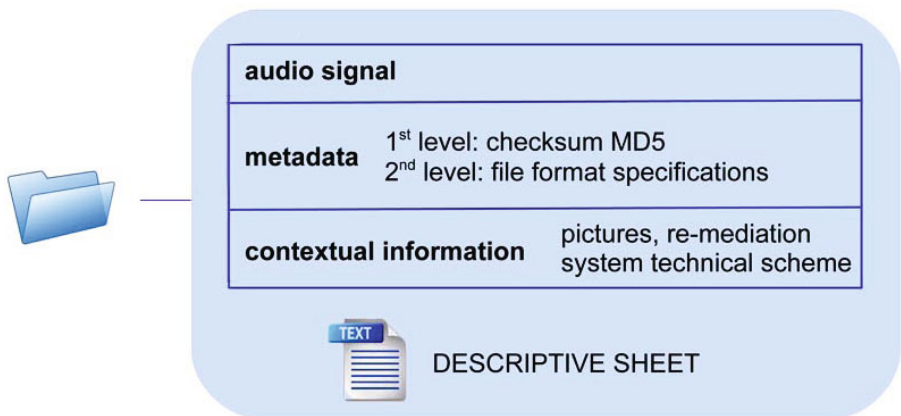 audio signal
metadata
1st level: checksum MD5
2nd level: file format specifications
contextual information
pictures, re-mediation
system technical scheme
TEXT
DESCRIPTIVE SHEET